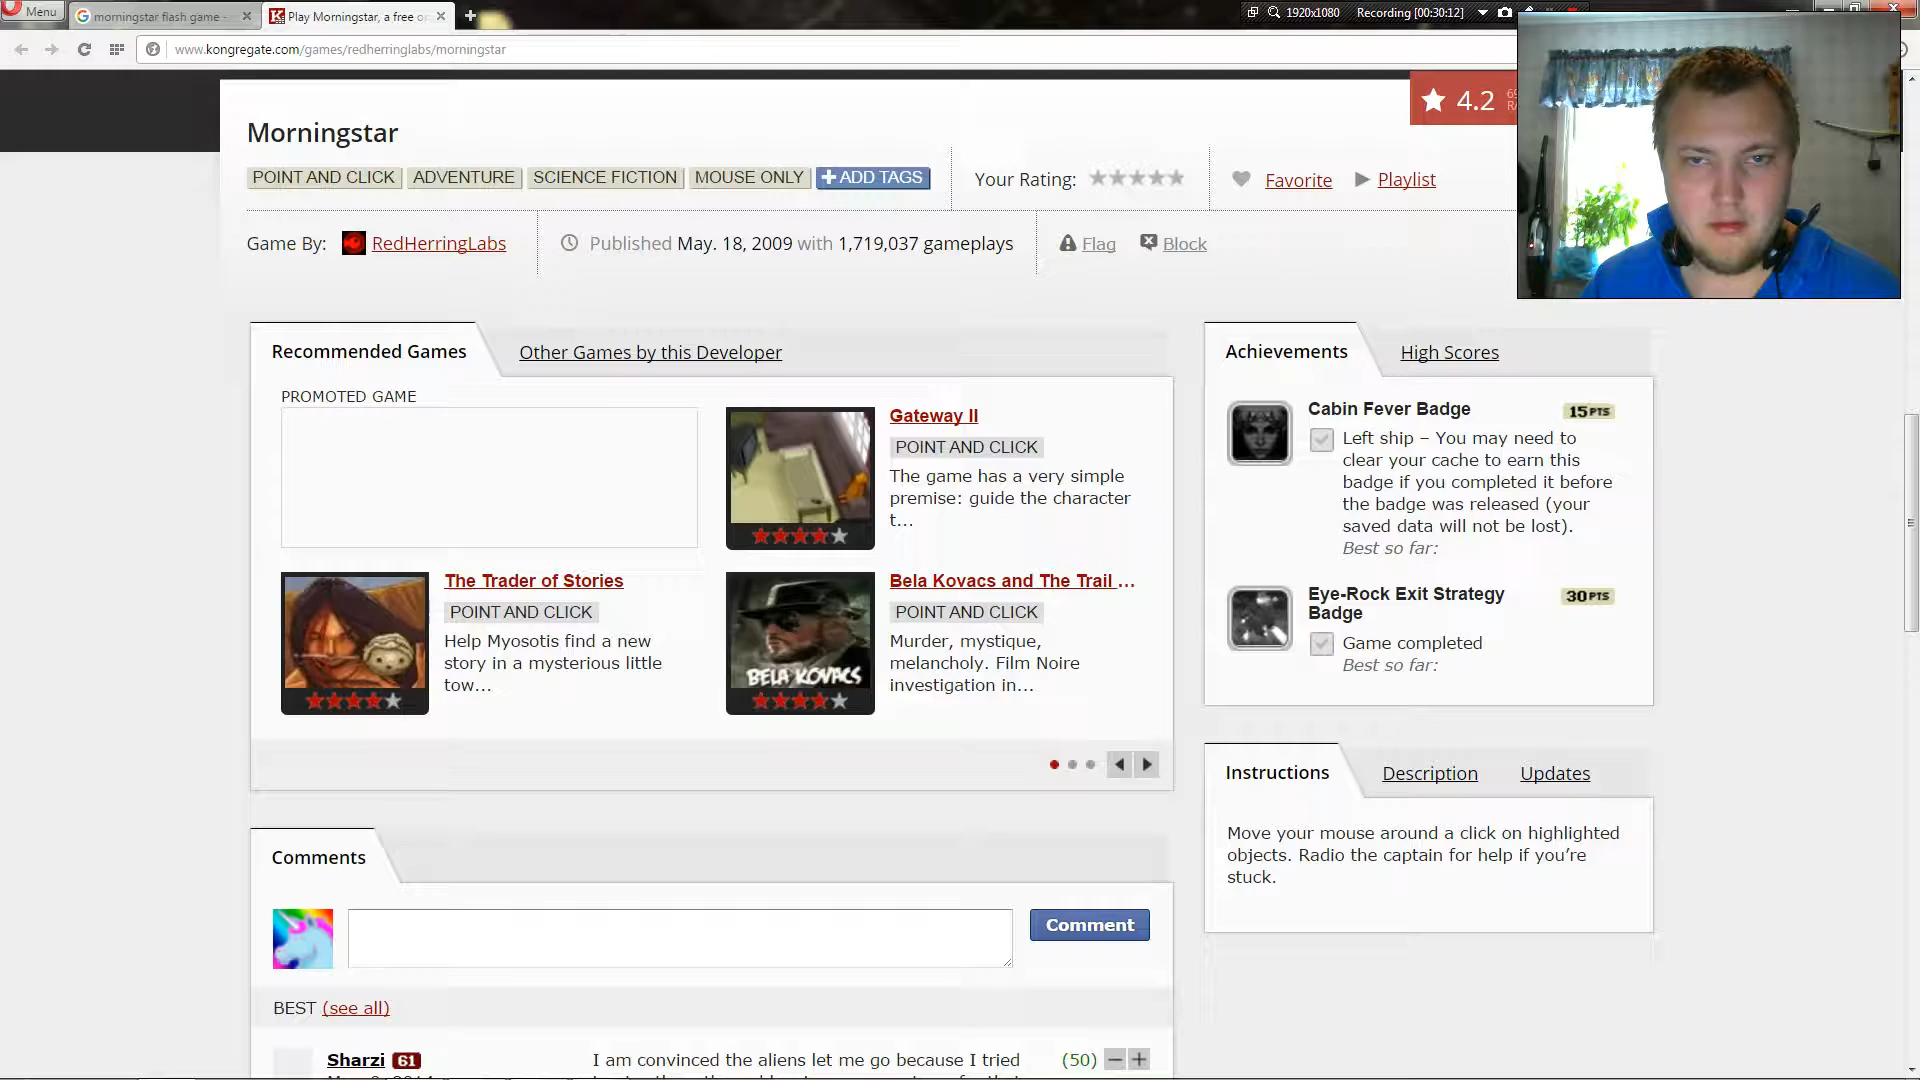 Menu
morningstar flash game -
Play Morningstar, a free o
1920x1080
Recording [00:30:12]
www.kongregate.com/games/redherringlabs/morningstar
4.2
Morningstar
POINT AND CLICK
ADVENTURE
SCIENCE FICTION
MOUSE ONLY
ADD TAGS
Your Rating:
Favorite
Playlist
Game By:
RedHerringLabs
Published May. 18, 2009 with 1,719,037 gameplays
Flag
Block
Recommended Games
Other Games by this Developer
PROMOTED GAME
Gateway II
POINT AND CLICK
The game has a very simple
premise: guide the character
t...
The Trader of Stories
POINT AND CLICK
Help Myosotis find a new
story in a mysterious little
tow...
BELA KOVACS
Bela Kovacs and The Trail ...
POINT AND CLICK
Murder, mystique,
melancholy. Film Noire
investigation in...
Achievements
High Scores
Cabin Fever Badge
15 PTS
Left ship – You may need to
clear your cache to earn this
badge if you completed it before
the badge was released (your
saved data will not be lost).
Best so far:
Eye-Rock Exit Strategy
Badge
30 PTS
Game completed
Best so far:
Instructions
Description
Updates
Move your mouse around a click on highlighted
objects. Radio the captain for help if you’re
stuck.
Comments
Comment
BEST (see all)
Sharzi 61
I am convinced the aliens let me go because I tried
(50)